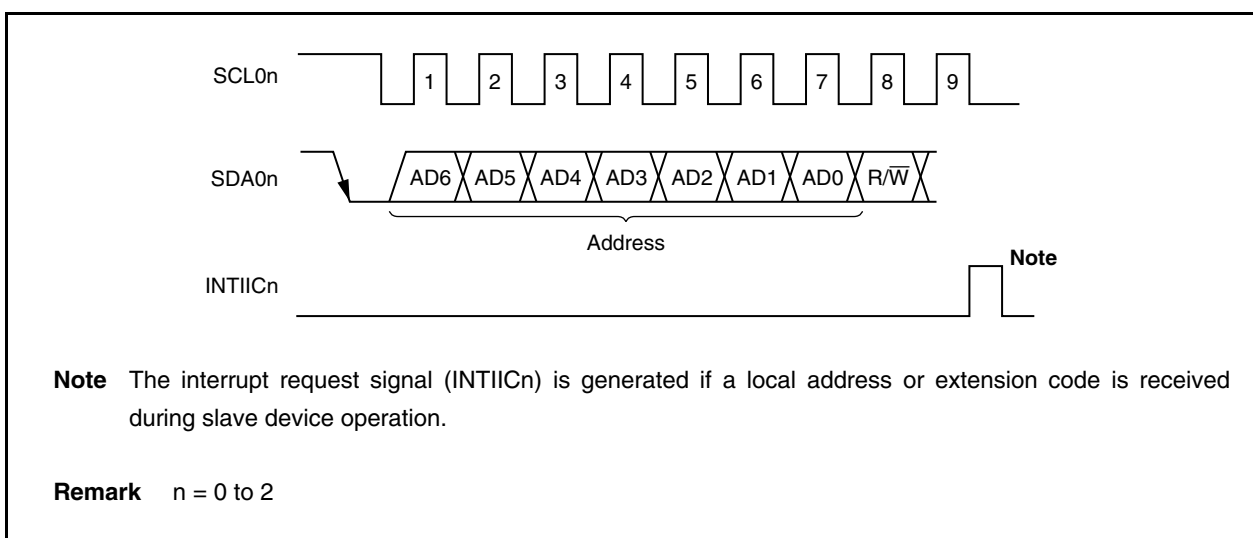 SCL0n 1 2 3 4 5 6 7 8 9
SDA0n AD6 AD5 AD4 AD3 AD2 AD1 AD0 R/W̅
Address
Note
INTIICn
Note The interrupt request signal (INTIICn) is generated if a local address or extension code is received
during slave device operation.
Remark n = 0 to 2